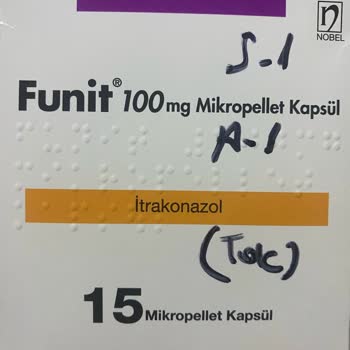 NOBEL
S-1
Funit® 100 mg Mikropellet Kapsül
A-1
İtrakonazol
(Tok)
15 Mikropellet Kapsül